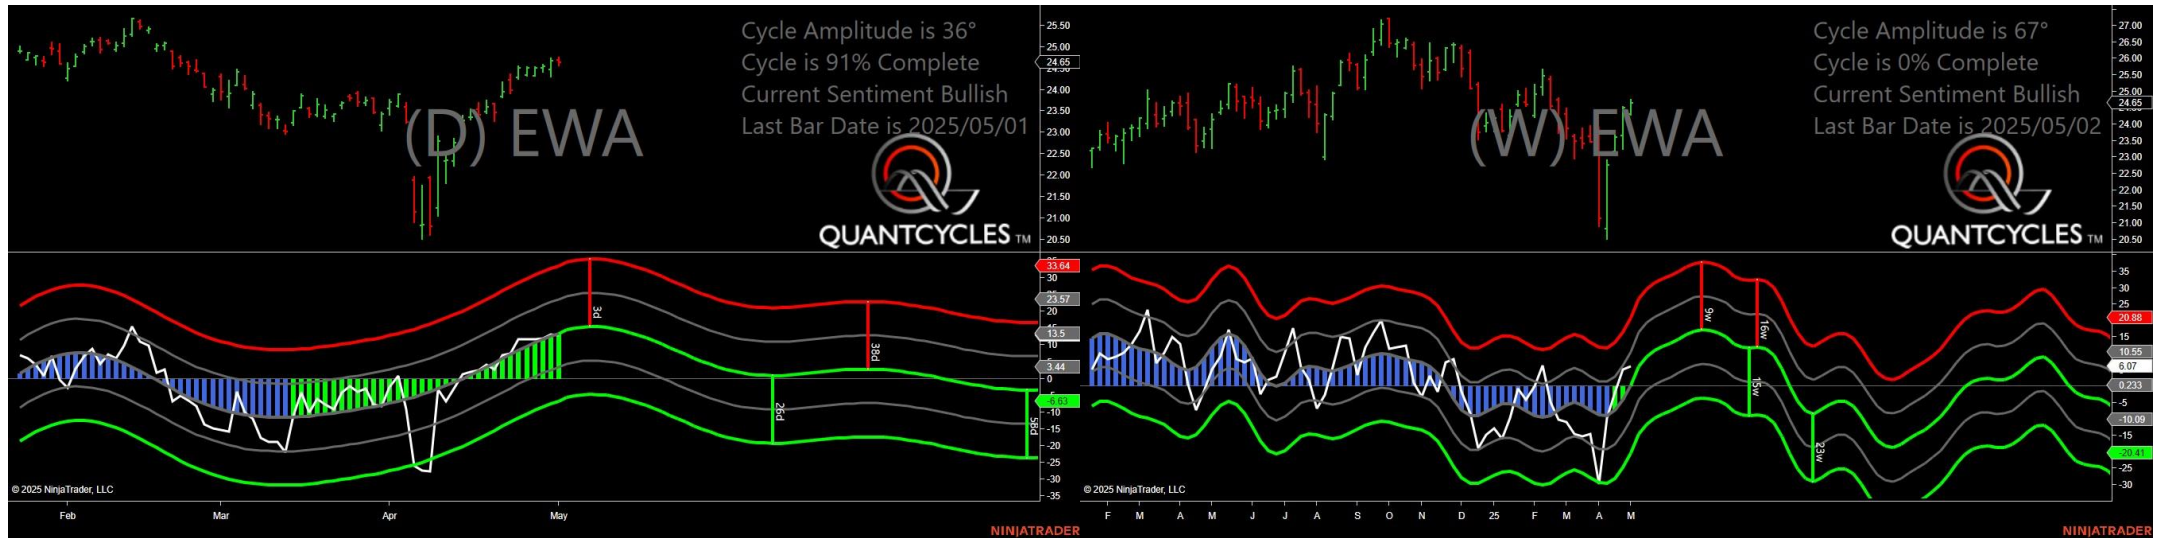 Cycle Amplitude is 36°
Cycle is 91% Complete
Current Sentiment Bullish
Last Bar Date is 2025/05/01
(D) EWA
QUANTCYCLES TM
25.50
25.00
24.65
24.00
23.50
23.00
22.50
22.00
21.50
21.00
20.50
33.64
30
23.57
13.5
10
3.44
0
-6.63
-10
-15
-20
-25
-30
-35
3d
38d
26d
58d
© 2025 NinjaTrader, LLC
Feb
Mar
Apr
May
NINJATRADER
Cycle Amplitude is 67°
Cycle is 0% Complete
Current Sentiment Bullish
Last Bar Date is 2025/05/02
(W) EWA
QUANTCYCLES TM
27.00
26.50
26.00
25.50
25.00
24.65
24.00
23.50
23.00
22.50
22.00
21.50
21.00
20.50
35
30
25
20.88
15
10.55
6.07
0.233
-5
-10.09
-15
-20.41
-25
-30
9w
16w
15w
23w
© 2025 NinjaTrader, LLC
F
M
A
M
J
J
A
S
O
N
D
25
F
M
A
M
NINJATRADER